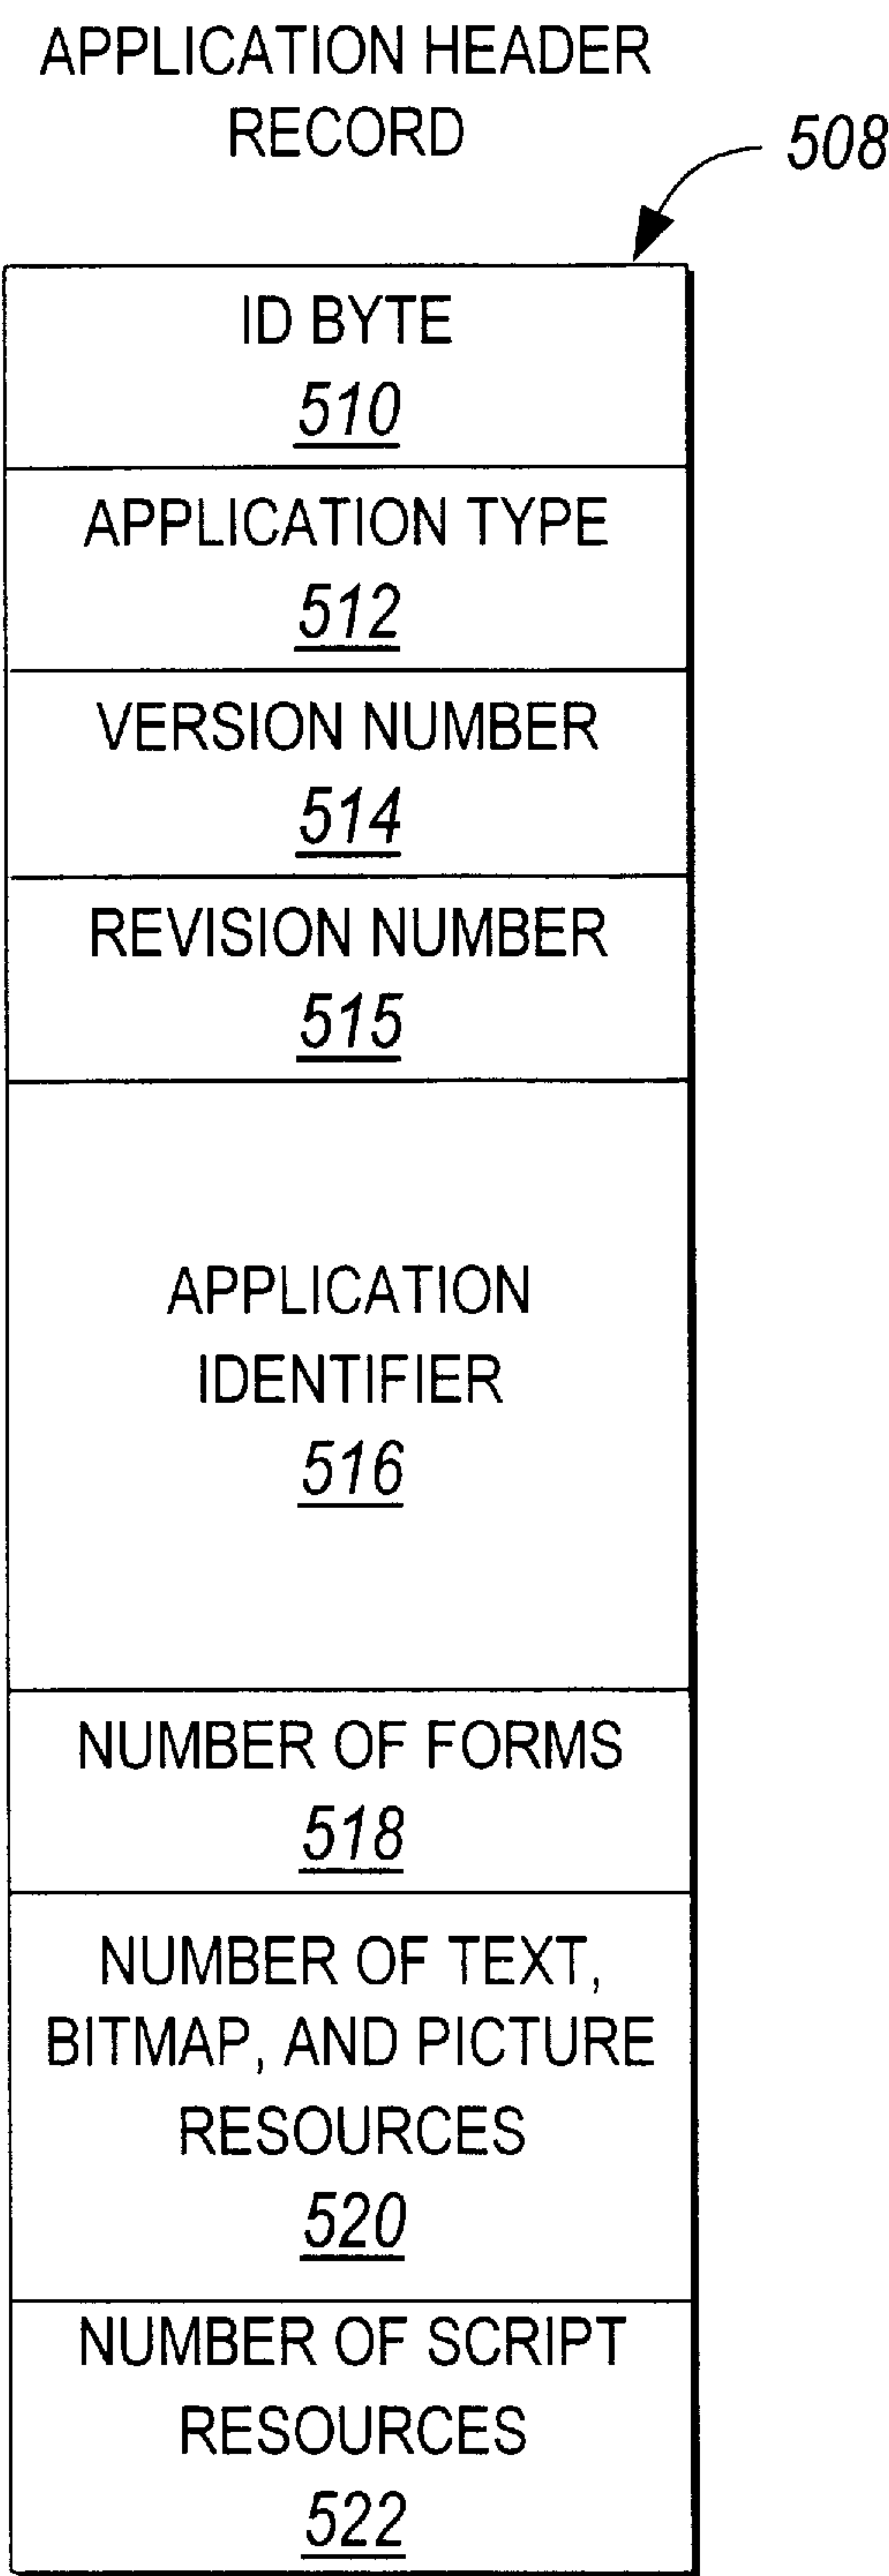 APPLICATION HEADER
RECORD
508
ID BYTE
510
APPLICATION TYPE
512
VERSION NUMBER
514
REVISION NUMBER
515
APPLICATION
IDENTIFIER
516
NUMBER OF FORMS
518
NUMBER OF TEXT,
BITMAP, AND PICTURE
RESOURCES
520
NUMBER OF SCRIPT
RESOURCES
522